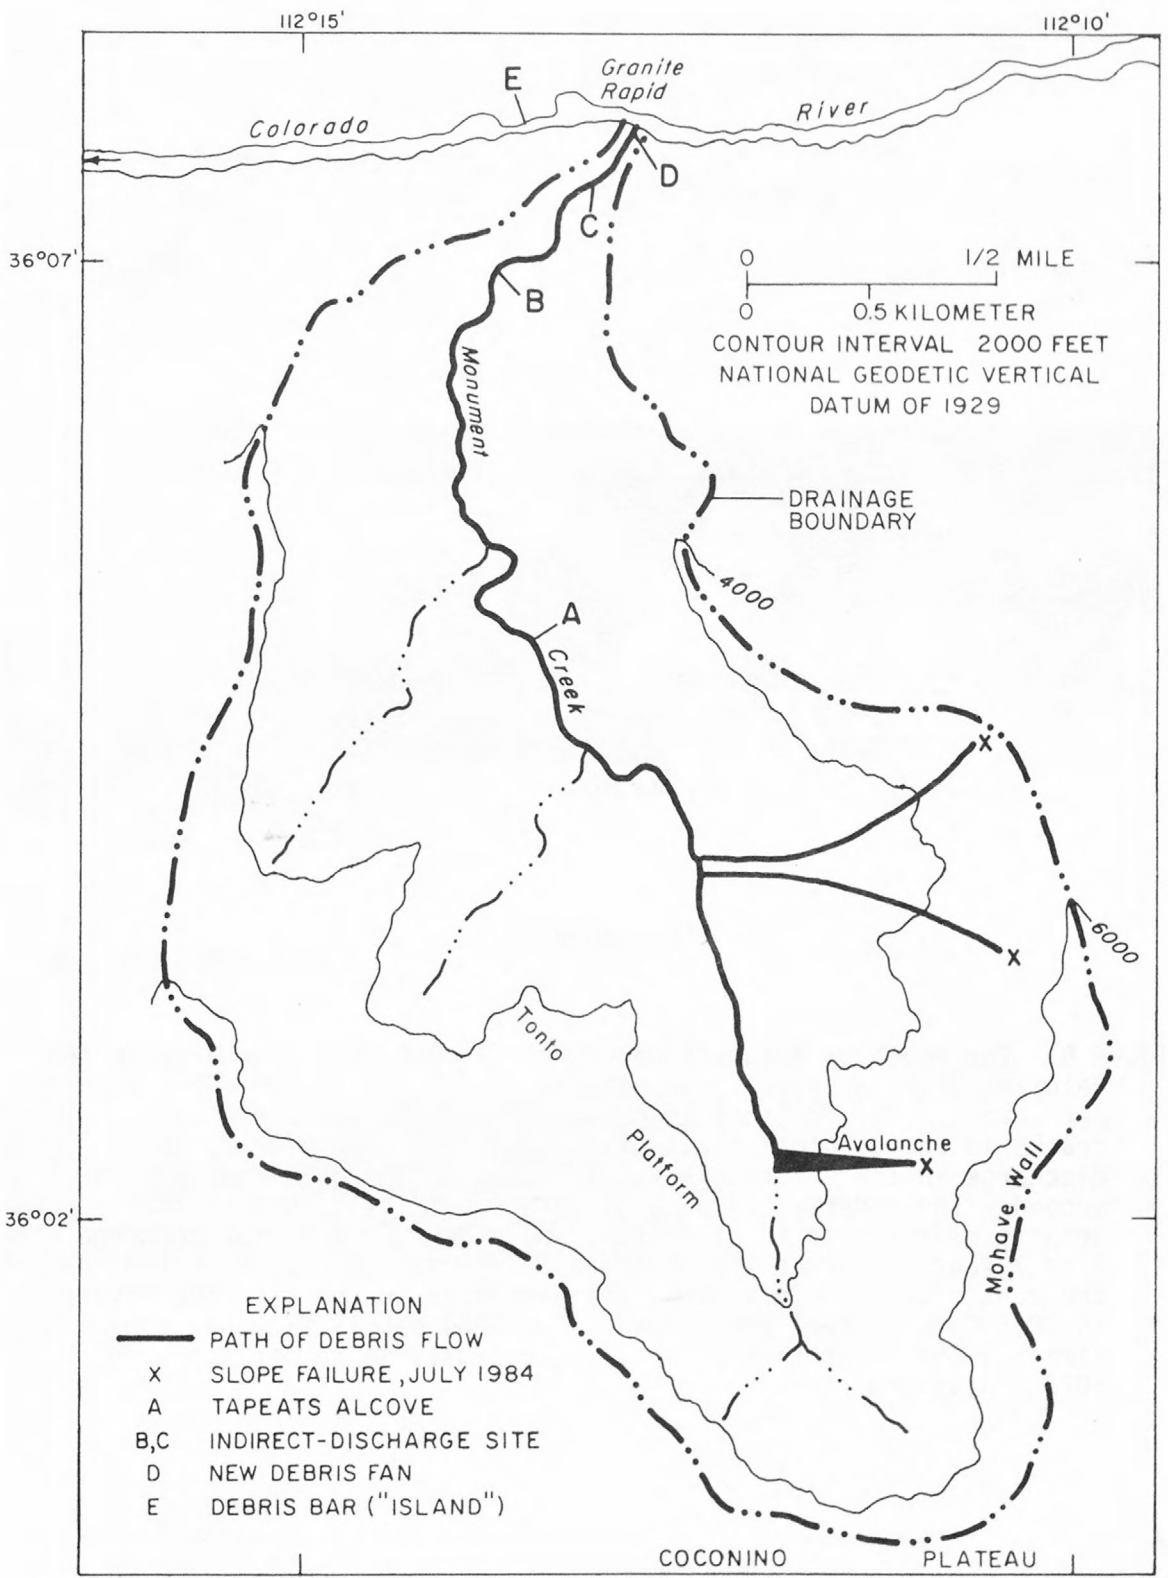 112°15'
112°10'
E
Granite
Rapid
Colorado
River
D
C
36°07'
B
0 1/2 MILE
0 0.5 KILOMETER
CONTOUR INTERVAL 2000 FEET
NATIONAL GEODETIC VERTICAL
DATUM OF 1929
Monument
DRAINAGE
BOUNDARY
4000
A
Creek
X
6000
X
Tonto
Platform
Avalanche
X
Mohave Wall
36°02'
EXPLANATION
PATH OF DEBRIS FLOW
X SLOPE FAILURE, JULY 1984
A TAPEATS ALCOVE
B,C INDIRECT-DISCHARGE SITE
D NEW DEBRIS FAN
E DEBRIS BAR ("ISLAND")
COCONINO PLATEAU